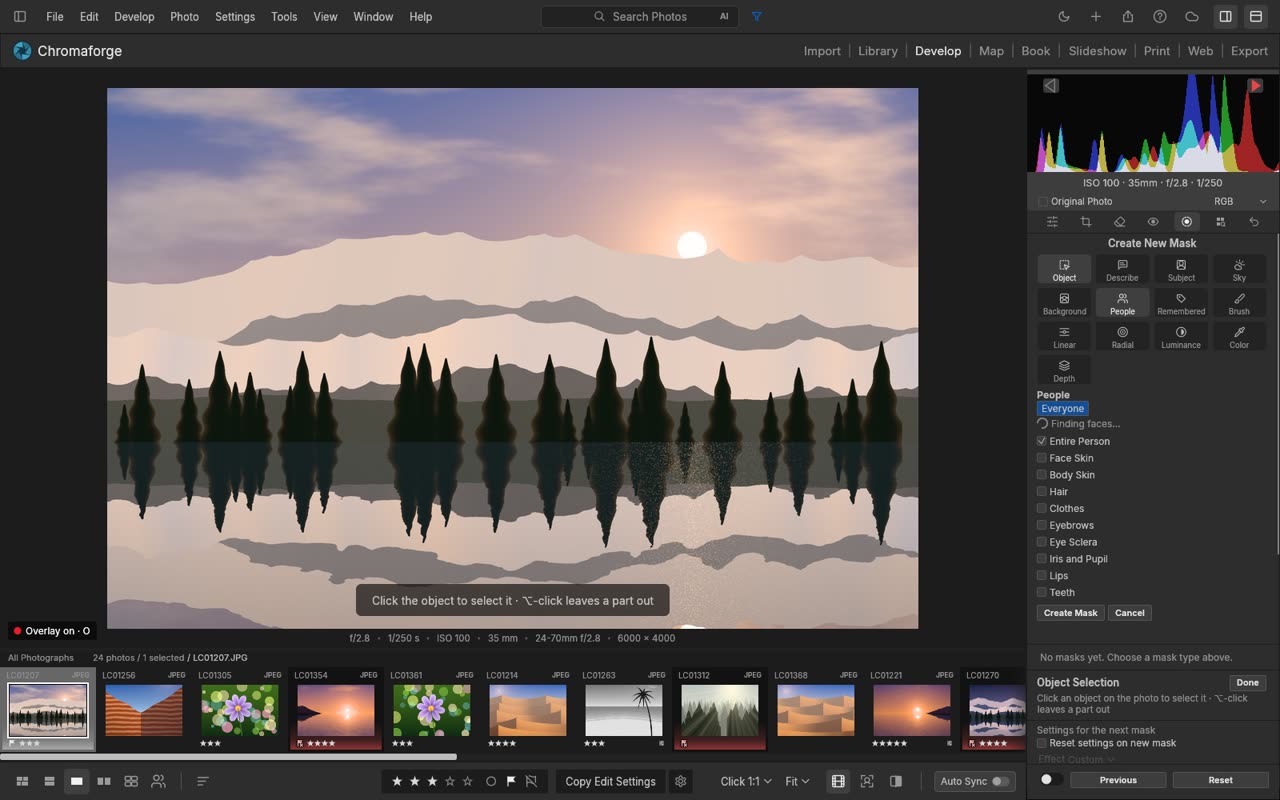 File Edit Develop Photo Settings Tools View Window Help
Search Photos AI
Chromaforge
Import Library Develop Map Book Slideshow Print Web Export
ISO 100 · 35mm · f/2.8 · 1/250
Original Photo RGB
Create New Mask
Object Describe Subject Sky
Background People Remembered Brush
Linear Radial Luminance Color
Depth
People
Everyone
Finding faces...
Entire Person
Face Skin
Body Skin
Hair
Clothes
Eyebrows
Eye Sclera
Iris and Pupil
Lips
Teeth
Create Mask Cancel
No masks yet. Choose a mask type above.
Object Selection Done
Click an object on the photo to select it · ⌥-click
leaves a part out
Settings for the next mask
Reset settings on new mask
Effect Custom
Previous Reset
Click the object to select it · ⌥-click leaves a part out
Overlay on · O
f/2.8 · 1/250 s · ISO 100 · 35 mm · 24-70mm f/2.8 · 6000 × 4000
All Photographs 24 photos / 1 selected / LC01207.JPG
LC01207 JPEG LC01256 JPEG LC01305 JPEG LC01354 JPEG LC01361 JPEG LC01214 JPEG LC01263 JPEG LC01312 JPEG LC01368 JPEG LC01221 JPEG LC01270
Copy Edit Settings Click 1:1 Fit Auto Sync